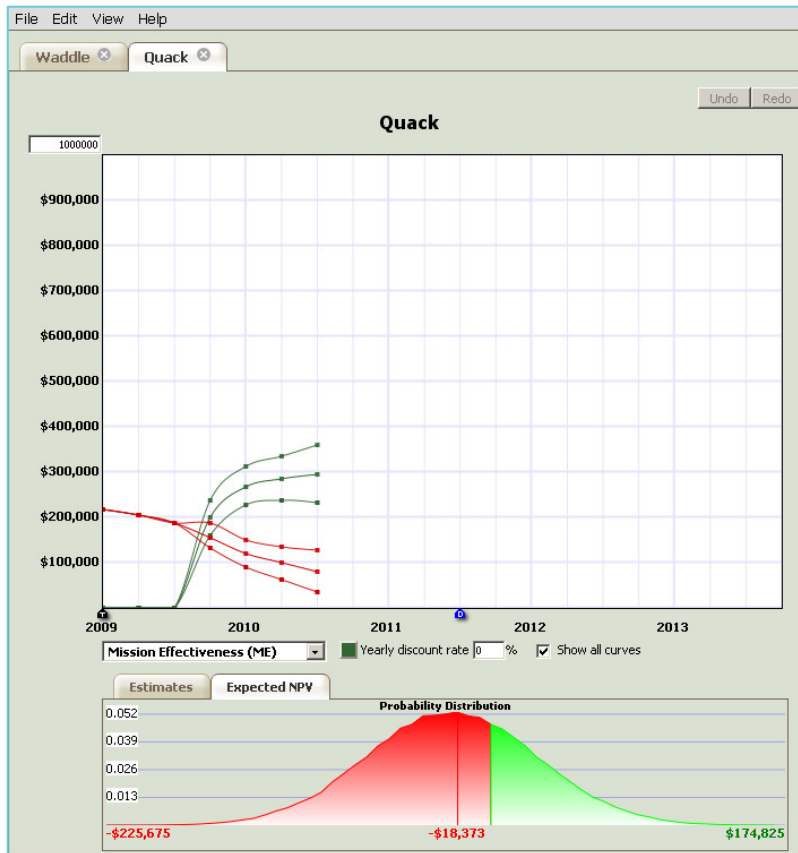 File Edit View Help
Waddle Quack
Undo Redo
Quack
1000000
$900,000
$800,000
$700,000
$600,000
$500,000
$400,000
$300,000
$200,000
$100,000
T D
2009 2010 2011 2012 2013
Mission Effectiveness (ME) Yearly discount rate 0 % Show all curves
Estimates Expected NPV
Probability Distribution
0.052
0.039
0.026
0.013
-$225,675 -$18,373 $174,825